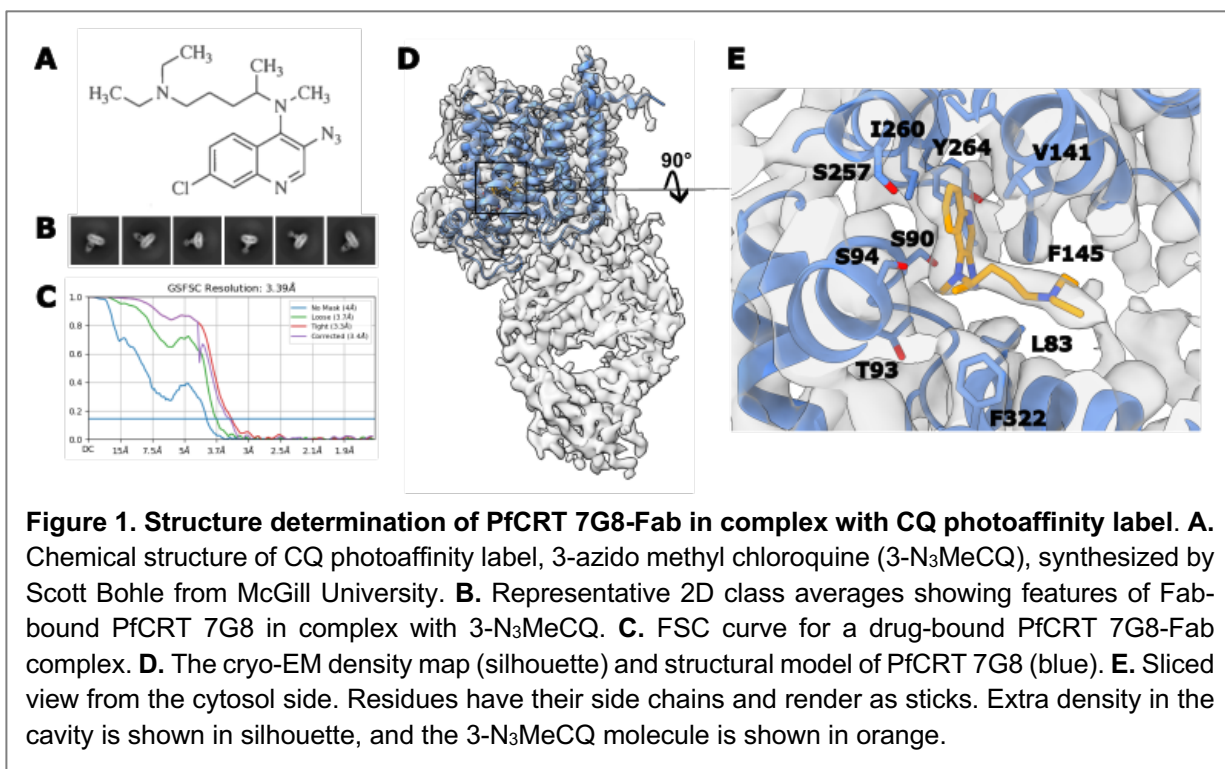 A
CH₃
CH₃
H₃C
N
N
CH₃
N₃
Cl
N
B
C
GSFSC Resolution: 3.39Å
1.0
0.8
0.6
0.4
0.2
0.0
No Mask (4Å)
Loose (3.7Å)
Tight (3.3Å)
Corrected (3.4Å)
DC 15Å 7.5Å 5Å 3.7Å 3Å 2.5Å 2.1Å 1.9Å
D
90°
E
I260
Y264
V141
S257
S90
S94
F145
L83
T93
F322
Figure 1. Structure determination of PfCRT 7G8-Fab in complex with CQ photoaffinity label. A.
Chemical structure of CQ photoaffinity label, 3-azido methyl chloroquine (3-N₃MeCQ), synthesized by
Scott Bohle from McGill University. B. Representative 2D class averages showing features of Fab-
bound PfCRT 7G8 in complex with 3-N₃MeCQ. C. FSC curve for a drug-bound PfCRT 7G8-Fab
complex. D. The cryo-EM density map (silhouette) and structural model of PfCRT 7G8 (blue). E. Sliced
view from the cytosol side. Residues have their side chains and render as sticks. Extra density in the
cavity is shown in silhouette, and the 3-N₃MeCQ molecule is shown in orange.